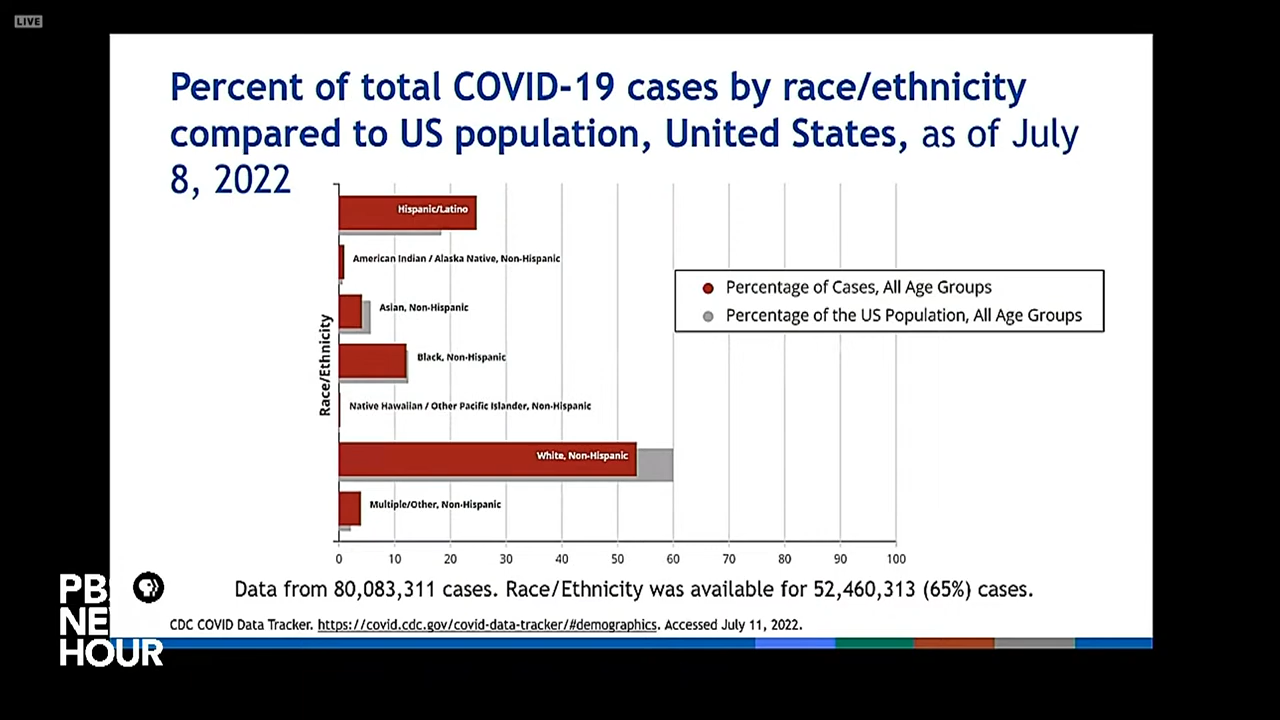 LIVE
Percent of total COVID-19 cases by race/ethnicity
compared to US population, United States, as of July
8, 2022
Hispanic/Latino
American Indian / Alaska Native, Non-Hispanic
Asian, Non-Hispanic
Black, Non-Hispanic
Native Hawaiian / Other Pacific Islander, Non-Hispanic
White, Non-Hispanic
Multiple/Other, Non-Hispanic
Race/Ethnicity
Percentage of Cases, All Age Groups
Percentage of the US Population, All Age Groups
0 10 20 30 40 50 60 70 80 90 100
Data from 80,083,311 cases. Race/Ethnicity was available for 52,460,313 (65%) cases.
CDC COVID Data Tracker. https://covid.cdc.gov/covid-data-tracker/#demographics. Accessed July 11, 2022.
PB
NE
HOUR